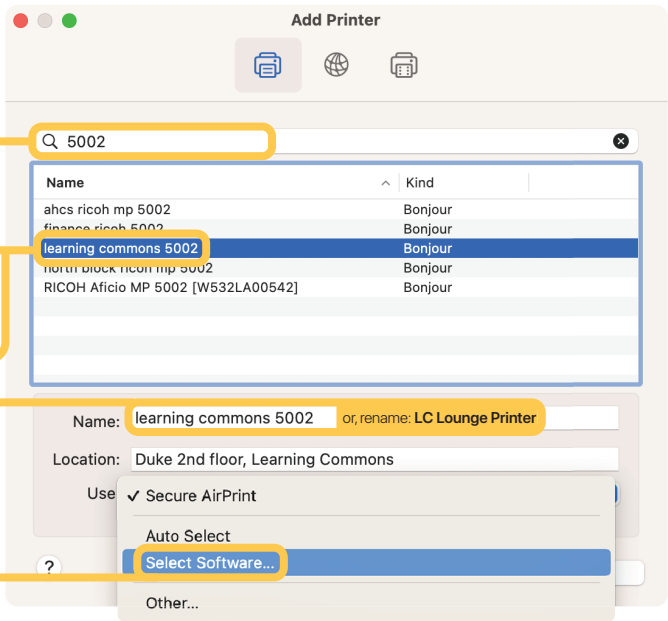 Add Printer
5002
Name Kind
ahcs ricoh mp 5002 Bonjour
finance ricoh 5002 Bonjour
learning commons 5002 Bonjour
north block ricoh mp 5002 Bonjour
RICOH Aficio MP 5002 [W532LA00542] Bonjour
Name: learning commons 5002 or, rename: LC Lounge Printer
Location: Duke 2nd floor, Learning Commons
Use
✓ Secure AirPrint
Auto Select
Select Software...
?
Other...